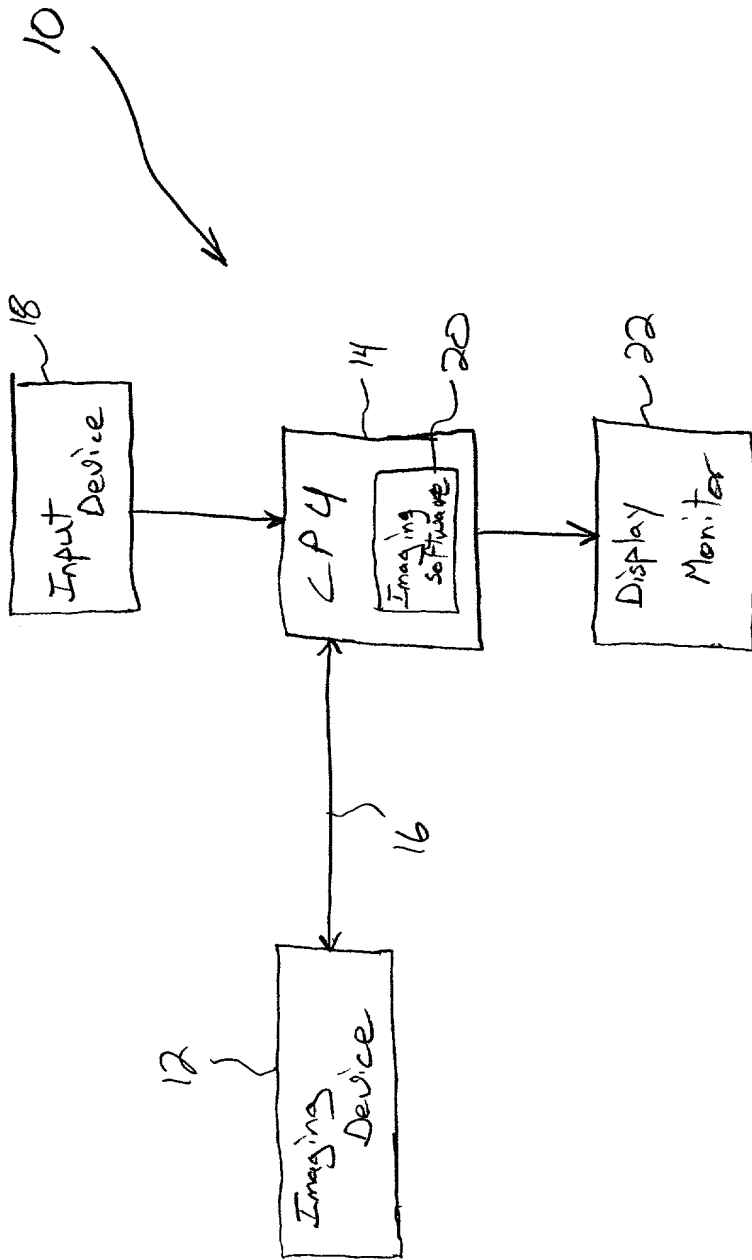 10
12
Imaging
Device
16
18
Input
Device
14
CPU
20
Imaging
Software
22
Display
Monitor